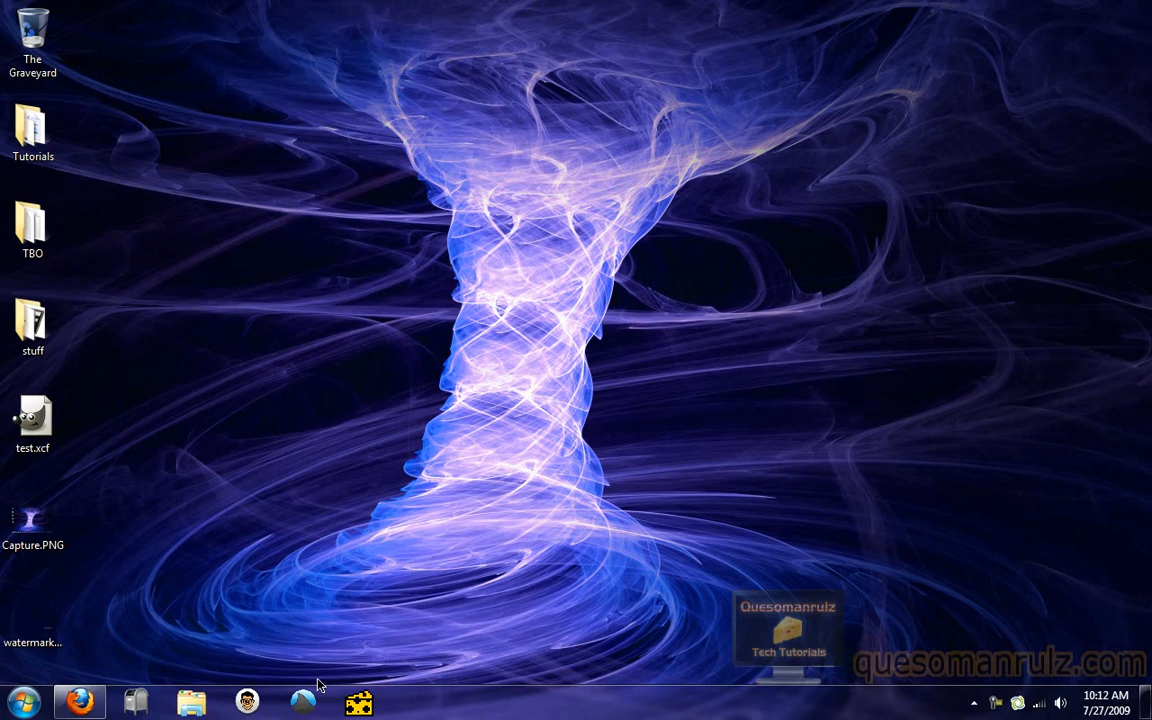 The
Graveyard
Tutorials
TBO
stuff
test.xcf
Capture.PNG
watermark...
Quesomanrulz
Tech Tutorials
quesomanrulz.com
10:12 AM
7/27/2009